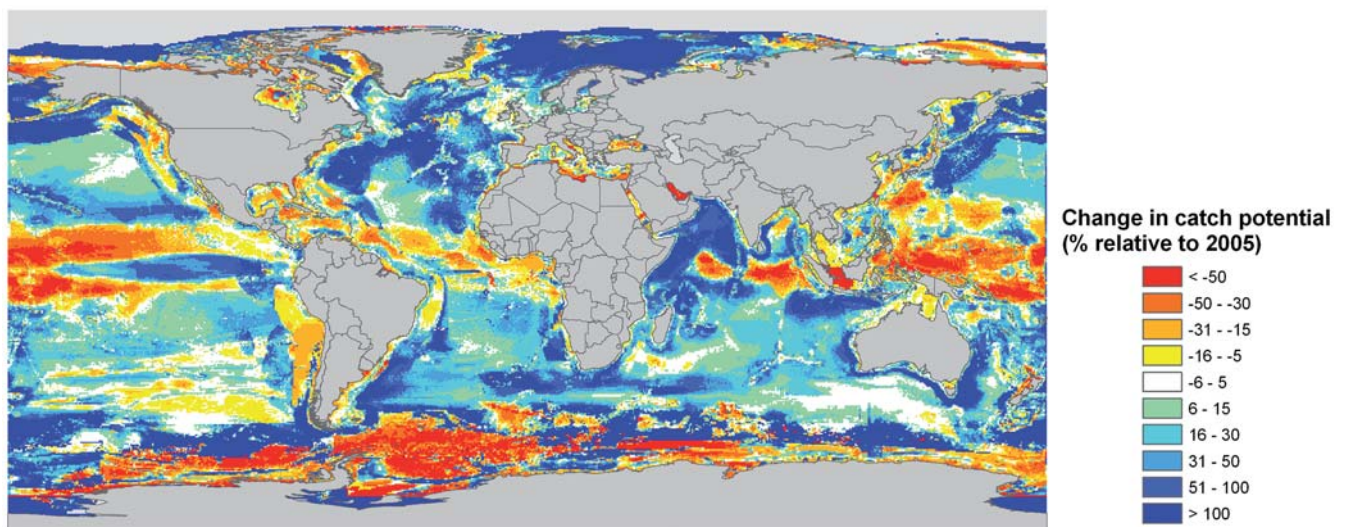 Change in catch potential
(% relative to 2005)
< -50
-50 - -30
-31 - -15
-16 - -5
-6 - 5
6 - 15
16 - 30
31 - 50
51 - 100
> 100